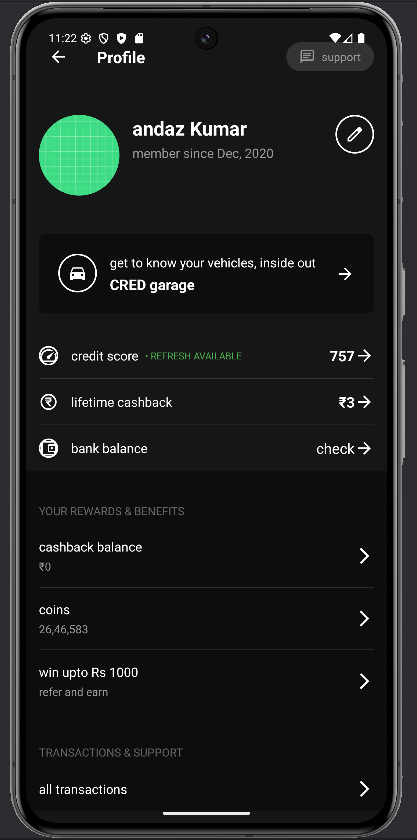 11:22
Profile
support
andaz Kumar
member since Dec, 2020
get to know your vehicles, inside out
CRED garage
credit score • REFRESH AVAILABLE 757
lifetime cashback ₹3
bank balance check
YOUR REWARDS & BENEFITS
cashback balance
₹0
coins
26,46,583
win upto Rs 1000
refer and earn
TRANSACTIONS & SUPPORT
all transactions